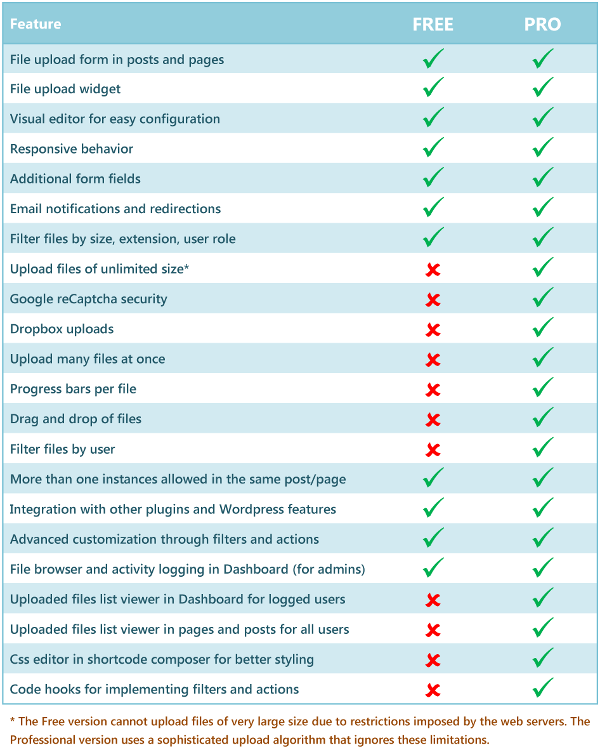 Feature FREE PRO
File upload form in posts and pages
File upload widget
Visual editor for easy configuration
Responsive behavior
Additional form fields
Email notifications and redirections
Filter files by size, extension, user role
Upload files of unlimited size*
Google reCaptcha security
Dropbox uploads
Upload many files at once
Progress bars per file
Drag and drop of files
Filter files by user
More than one instances allowed in the same post/page
Integration with other plugins and Wordpress features
Advanced customization through filters and actions
File browser and activity logging in Dashboard (for admins)
Uploaded files list viewer in Dashboard for logged users
Uploaded files list viewer in pages and posts for all users
Css editor in shortcode composer for better styling
Code hooks for implementing filters and actions
* The Free version cannot upload files of very large size due to restrictions imposed by the web servers. The
Professional version uses a sophisticated upload algorithm that ignores these limitations.